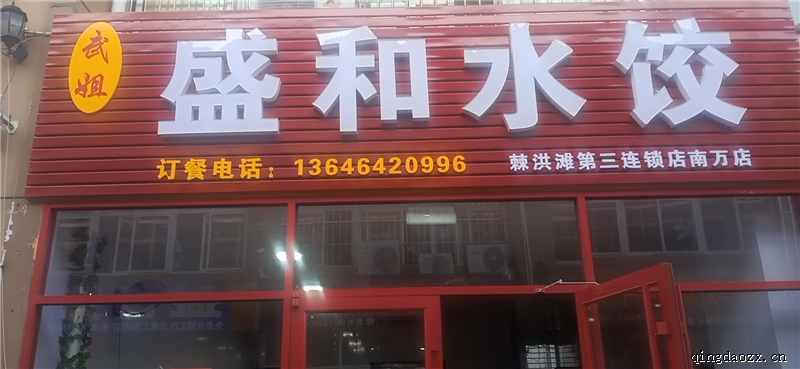 武姐
盛和水饺
订餐电话：13646420996
棘洪滩第三连锁店南万店
qingdaozx.cn